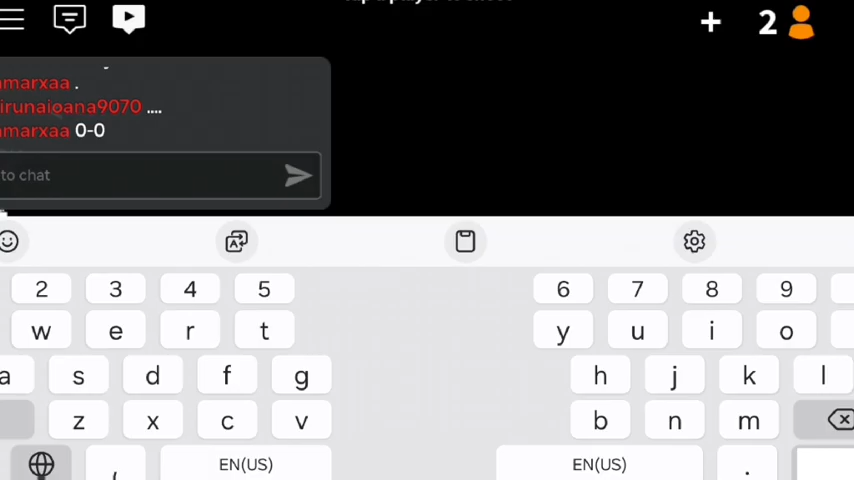 2
amarxaa .
irunaiqana9070 ....
amarxaa 0-0
to chat
2 3 4 5 6 7 8 9
w e r t y u i o
a s d f g h j k l
z x c v b n m
, EN(US) EN(US) .